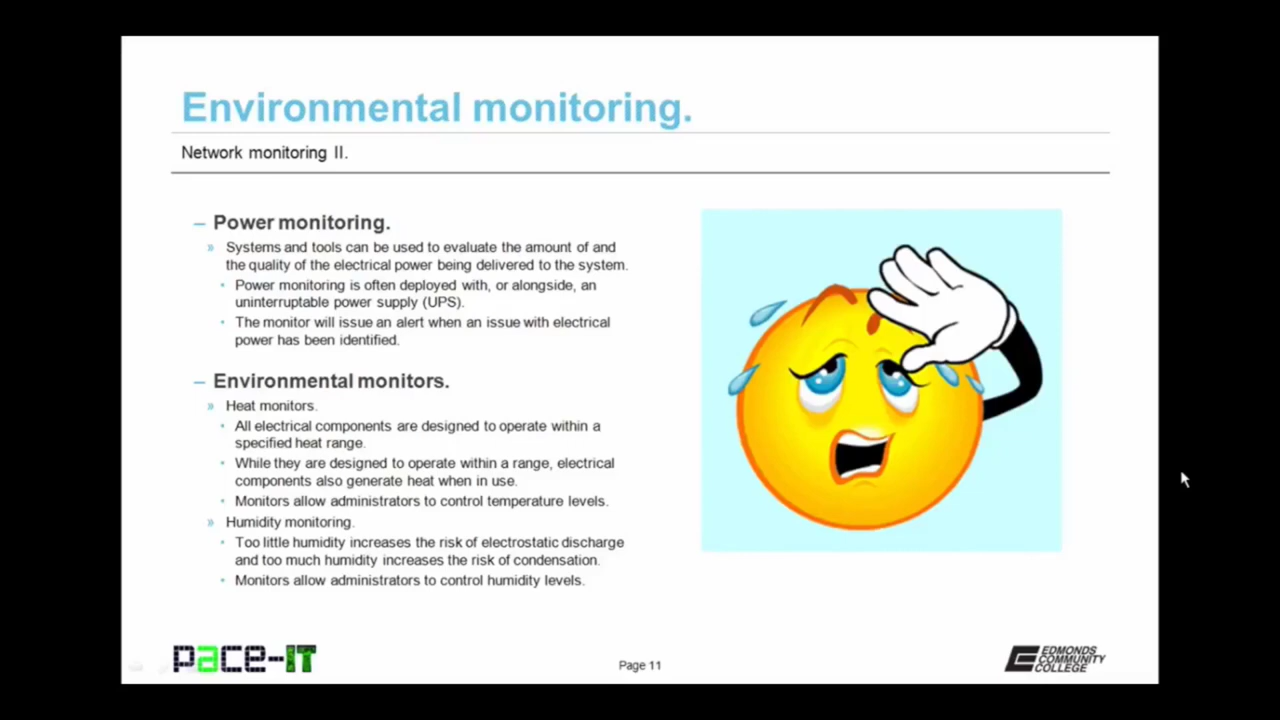 Environmental monitoring.
Network monitoring II.
– Power monitoring.
» Systems and tools can be used to evaluate the amount of and
the quality of the electrical power being delivered to the system.
• Power monitoring is often deployed with, or alongside, an
uninterruptable power supply (UPS).
• The monitor will issue an alert when an issue with electrical
power has been identified.
– Environmental monitors.
» Heat monitors.
• All electrical components are designed to operate within a
specified heat range.
• While they are designed to operate within a range, electrical
components also generate heat when in use.
• Monitors allow administrators to control temperature levels.
» Humidity monitoring.
• Too little humidity increases the risk of electrostatic discharge
and too much humidity increases the risk of condensation.
• Monitors allow administrators to control humidity levels.
pace-IT
Page 11
EDMONDS
COMMUNITY
COLLEGE